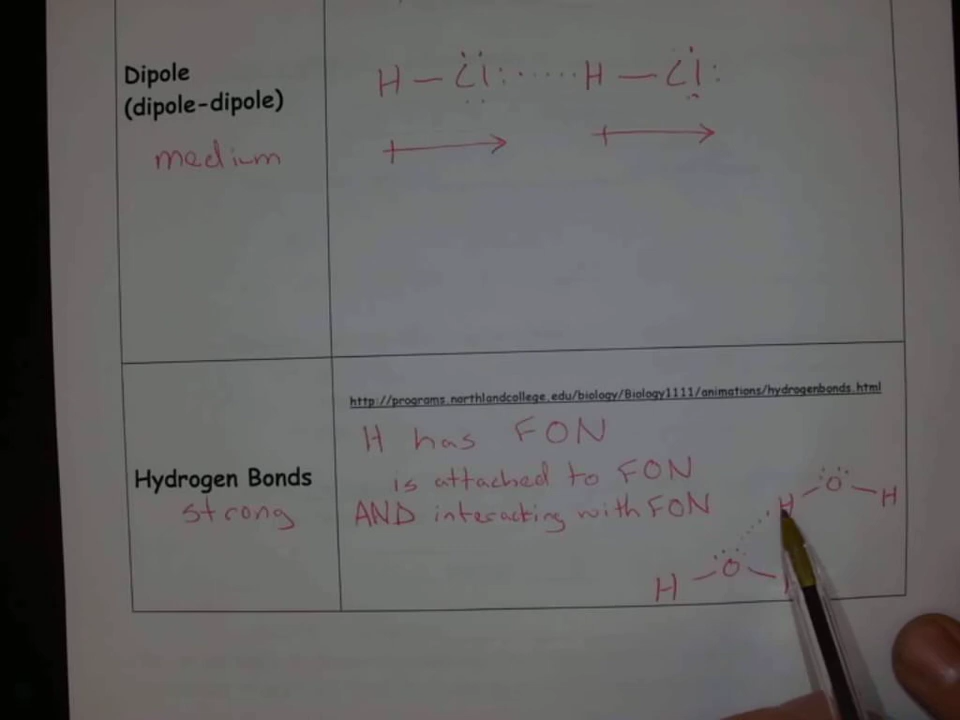 Dipole
(dipole-dipole)
medium
H — Cl: ····· H — Cl:
http://programs.northlandcollege.edu/biology/Biology1111/animations/hydrogenbonds.html
H has FON
Hydrogen Bonds
strong
is attached to FON
AND interacting with FON
H — O — H
H — O —